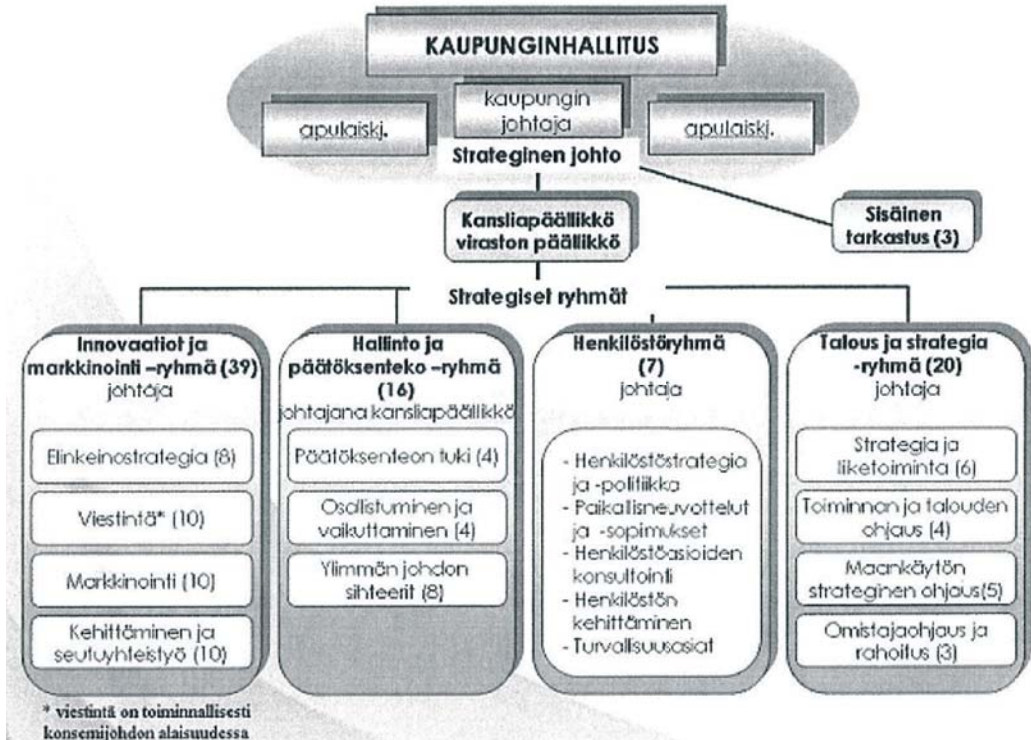 KAUPUNGINHALLITUS
apulaiskj.
kaupungin
johtaja
apulaiskj.
Strateginen johto
Kansliapäällikkö
viraston päällikkö
Sisäinen
tarkastus (3)
Strategiset ryhmät
Innovaatiot ja
markkinointi –ryhmä (39)
johtaja
Elinkeinostrategia (8)
Viestintä* (10)
Markkinointi (10)
Kehittäminen ja
seutuyhteistyö (10)
* viestintä on toiminnallisesti
konsernijohdon alaisuudessa
Hallinto ja
päätöksenteko –ryhmä
(16)
johtajana kansliapäällikkö
Päätöksenteon tuki (4)
Osallistuminen ja
vaikuttaminen (4)
Ylimmän johdon
sihteerit (8)
Henkilöstöryhmä
(7)
johtaja
- Henkilöstöstrategia
ja -politiikka
- Paikallisneuvottelut
ja -sopimukset
- Henkilöstöasioiden
konsultointi
- Henkilöstön
kehittäminen
- Turvallisuusasiat
Talous ja strategia
-ryhmä (20)
johtaja
Strategia ja
liiketoiminta (6)
Toiminnan ja talouden
ohjaus (4)
Maankäytön
strateginen ohjaus(5)
Omistajaohjaus ja
rahoitus (3)